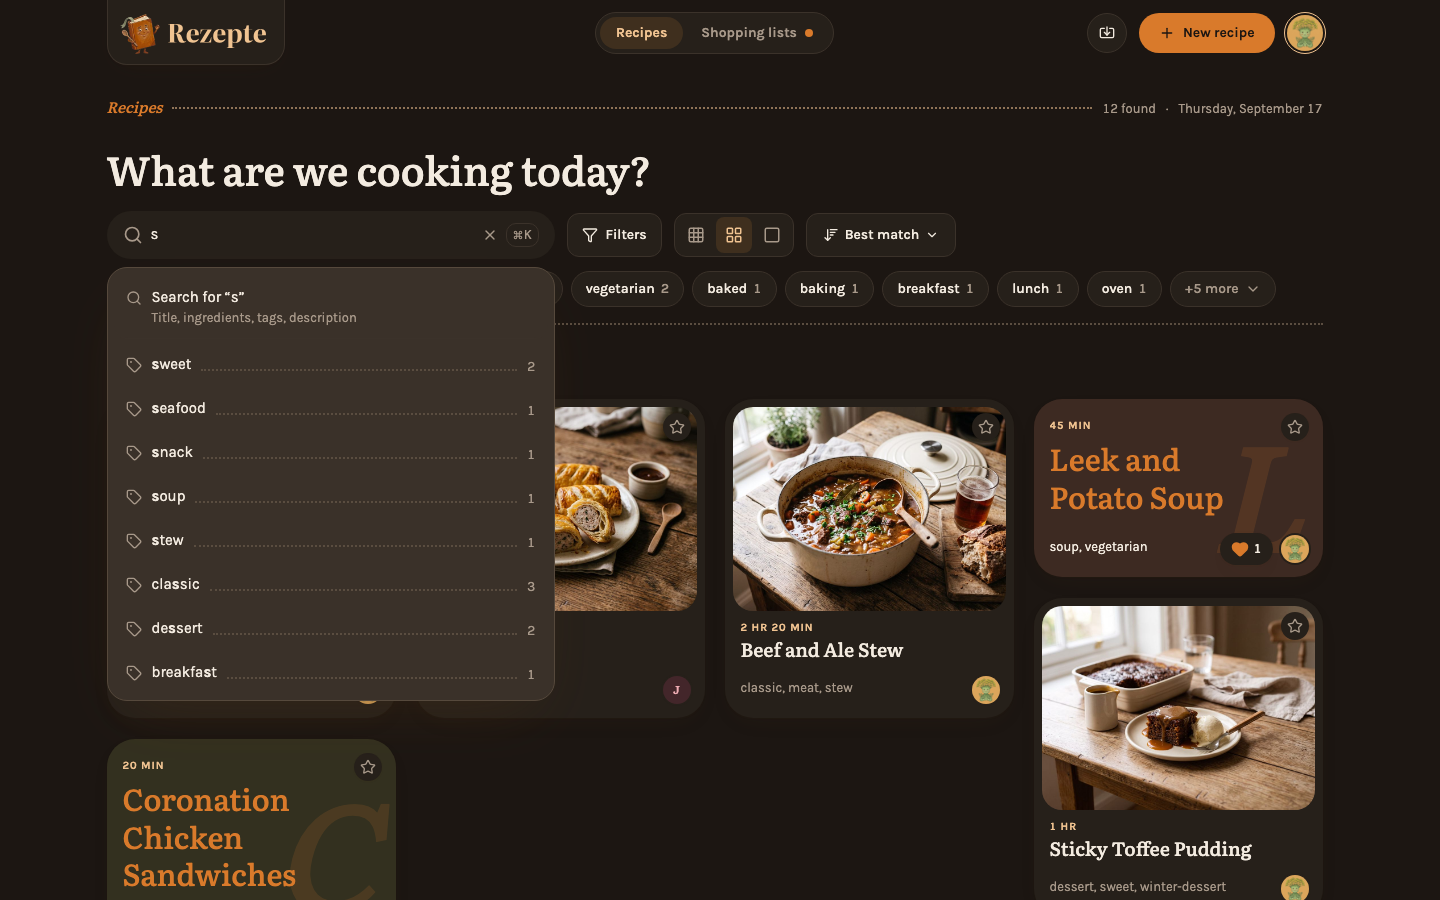 Rezepte
Recipes
Shopping lists
New recipe
Recipes
12 found · Thursday, September 17
What are we cooking today?
s
⌘K
Filters
Best match
vegetarian 2
baked 1
baking 1
breakfast 1
lunch 1
oven 1
+5 more
Search for “s”
Title, ingredients, tags, description
sweet 2
seafood 1
snack 1
soup 1
stew 1
classic 3
dessert 2
breakfast 1
J
2 HR 20 MIN
Beef and Ale Stew
classic, meat, stew
45 MIN
Leek and
Potato Soup
L
soup, vegetarian
1
1 HR
Sticky Toffee Pudding
dessert, sweet, winter-dessert
20 MIN
Coronation
Chicken
Sandwiches
C